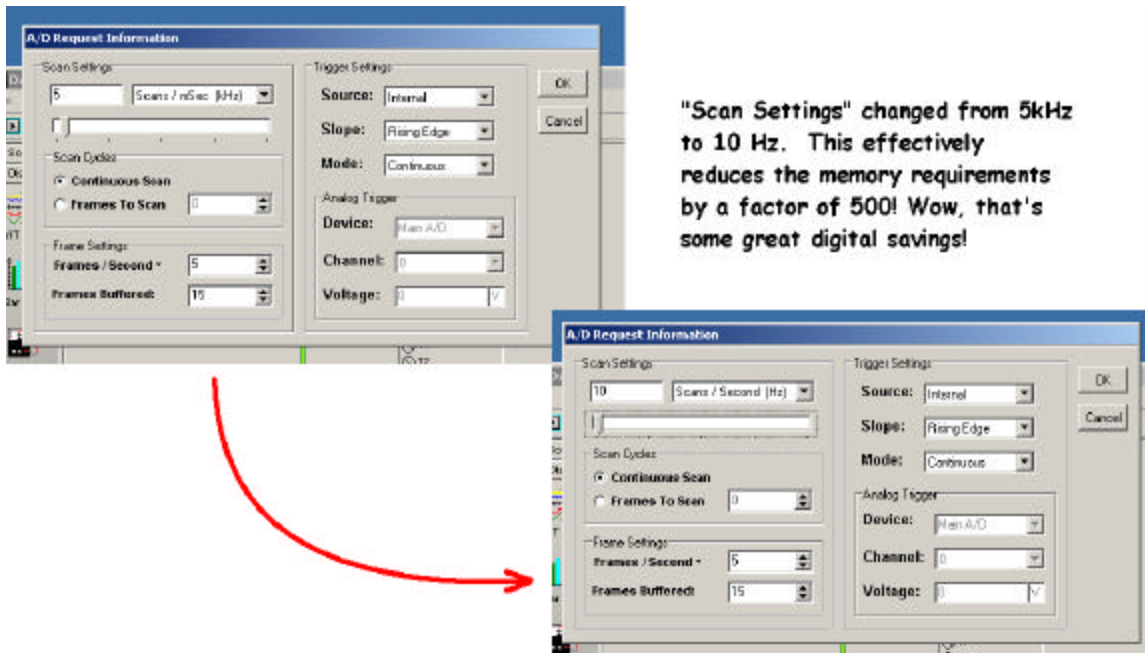 A/D Request Information
Scan Settings
5 Scans / mSec (kHz)
Scan Cycles
Continuous Scan
Frames To Scan 0
Frame Settings
Frames / Second 5
Frames Buffered: 15
Trigger Settings
Source: Internal
Slope: Rising Edge
Mode: Continuous
Analog Trigger
Device: Main A/D
Channel: 0
Voltage: 0 V
OK
Cancel
"Scan Settings" changed from 5kHz
to 10 Hz. This effectively
reduces the memory requirements
by a factor of 500! Wow, that's
some great digital savings!
A/D Request Information
Scan Settings
10 Scans / Second (Hz)
Scan Cycles
Continuous Scan
Frames To Scan 0
Frame Settings
Frames / Second
5
Frames Buffered: 15
Trigger Settings
Source: Internal
Slope: Rising Edge
Mode: Continuous
Analog Trigger
Device: Main A/D
Channel: 0
Voltage: 0 V
OK
Cancel